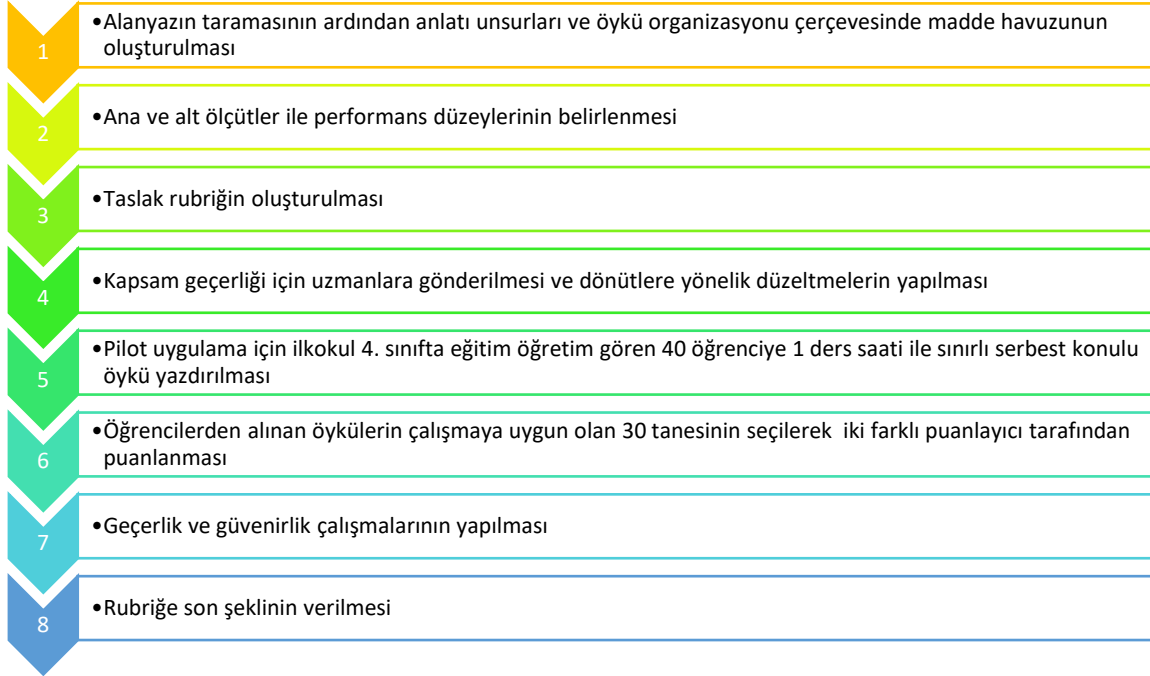 1
•Alanyazın taramasının ardından anlatı unsurları ve öykü organizasyonu çerçevesinde madde havuzunun
oluşturulması
2
•Ana ve alt ölçütler ile performans düzeylerinin belirlenmesi
3
•Taslak rubriğin oluşturulması
4
•Kapsam geçerliği için uzmanlara gönderilmesi ve dönütlere yönelik düzeltmelerin yapılması
5
•Pilot uygulama için ilkokul 4. sınıfta eğitim öğretim gören 40 öğrenciye 1 ders saati ile sınırlı serbest konulu
öykü yazdırılması
6
•Öğrencilerden alınan öykülerin çalışmaya uygun olan 30 tanesinin seçilerek iki farklı puanlayıcı tarafından
puanlanması
7
•Geçerlik ve güvenirlik çalışmalarının yapılması
8
•Rubriğe son şeklinin verilmesi